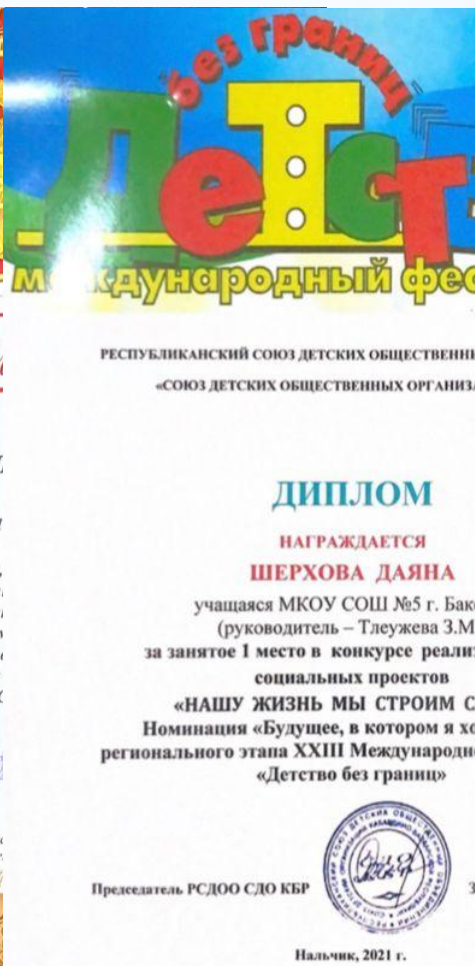 без границ
Детст
международный фес
РЕСПУБЛИКАНСКИЙ СОЮЗ ДЕТСКИХ ОБЩЕСТВЕНН
«СОЮЗ ДЕТСКИХ ОБЩЕСТВЕННЫХ ОРГАНИЗА
ДИПЛОМ
НАГРАЖДАЕТСЯ
ШЕРХОВА ДАЯНА
учащаяся МКОУ СОШ №5 г. Бак
(руководитель – Тлеужева З.М
за занятое 1 место в конкурсе реали
социальных проектов
«НАШУ ЖИЗНЬ МЫ СТРОИМ С
Номинация «Будущее, в котором я хо
регионального этапа XXIII Международн
«Детство без границ»
Председатель РСДОО СДО КБР
З
Нальчик, 2021 г.